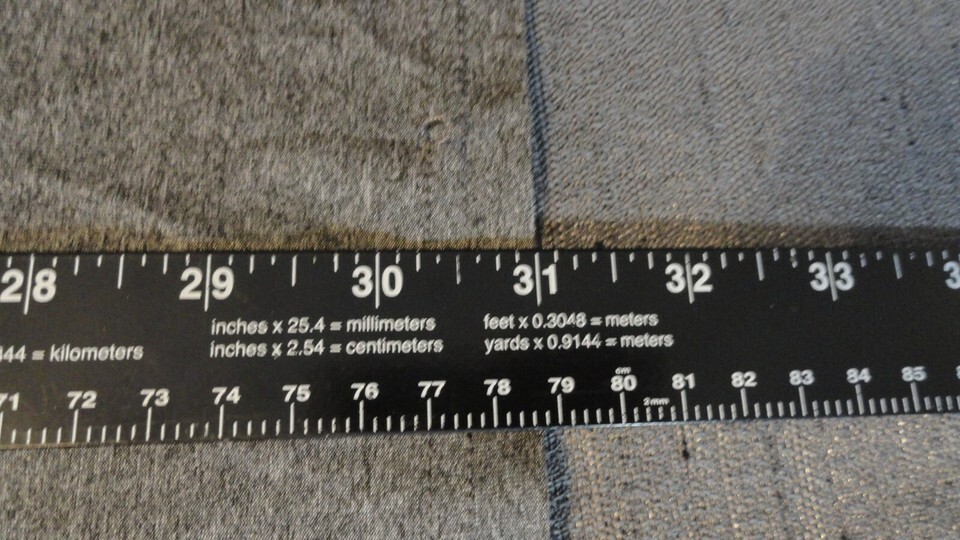 28 29 30 31 32 33
inches x 25.4 = millimeters feet x 0.3048 = meters
44 = kilometers inches x 2.54 = centimeters yards x 0.9144 = meters
cm
71 72 73 74 75 76 77 78 79 80 81 82 83 84 85
2mm